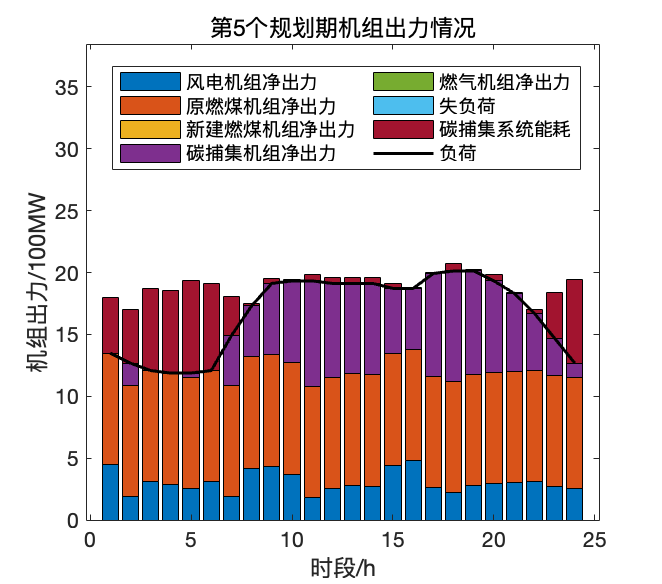 第5个规划期机组出力情况
风电机组净出力
原燃煤机组净出力
新建燃煤机组净出力
碳捕集机组净出力
燃气机组净出力
失负荷
碳捕集系统能耗
负荷
机组出力/100MW
35
30
25
20
15
10
5
0
0 5 10 15 20 25
时段/h